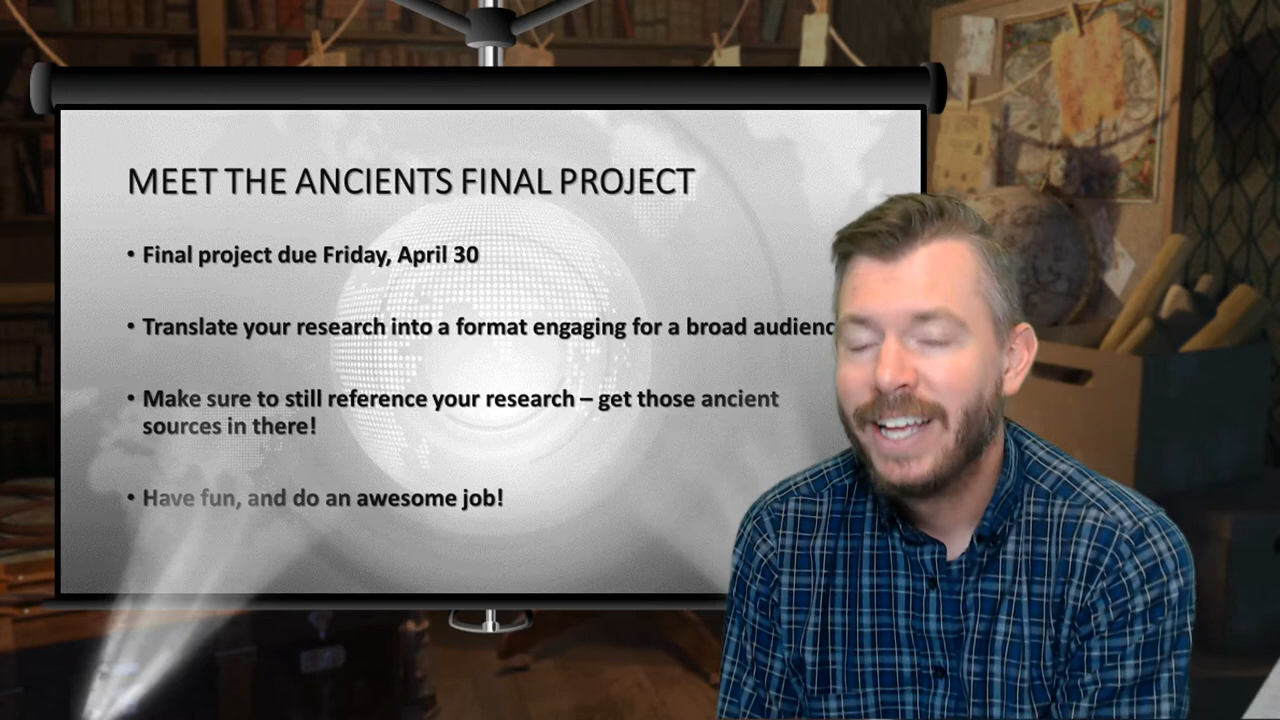 MEET THE ANCIENTS FINAL PROJECT
• Final project due Friday, April 30
• Translate your research into a format engaging for a broad audienc
• Make sure to still reference your research – get those ancient
sources in there!
• Have fun, and do an awesome job!